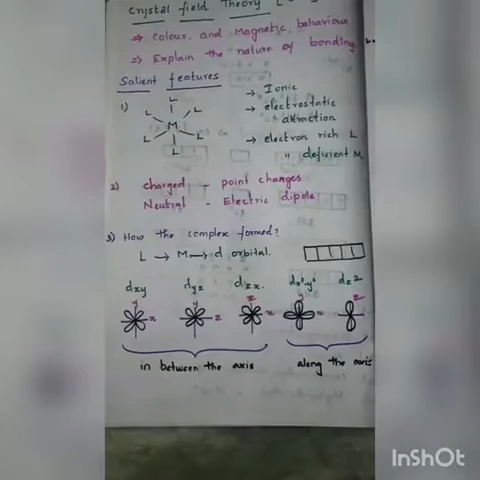 Crystal field Theory
⇒ Colour, and Magnetic behaviour
⇒ Explain the nature of bonding
Salient features
1)
L
L L
M
L L
L
→ Ionic
→ electrostatic
attraction
→ electron rich L
" deficient M
2) charged - point changes
Neutral - Electric dipole
3) How the complex formed?
L → M → d orbital.
dxy dyz dzx. dx²y² dz²
y y z y z
x z x x
in between the axis along the axis
InShOt